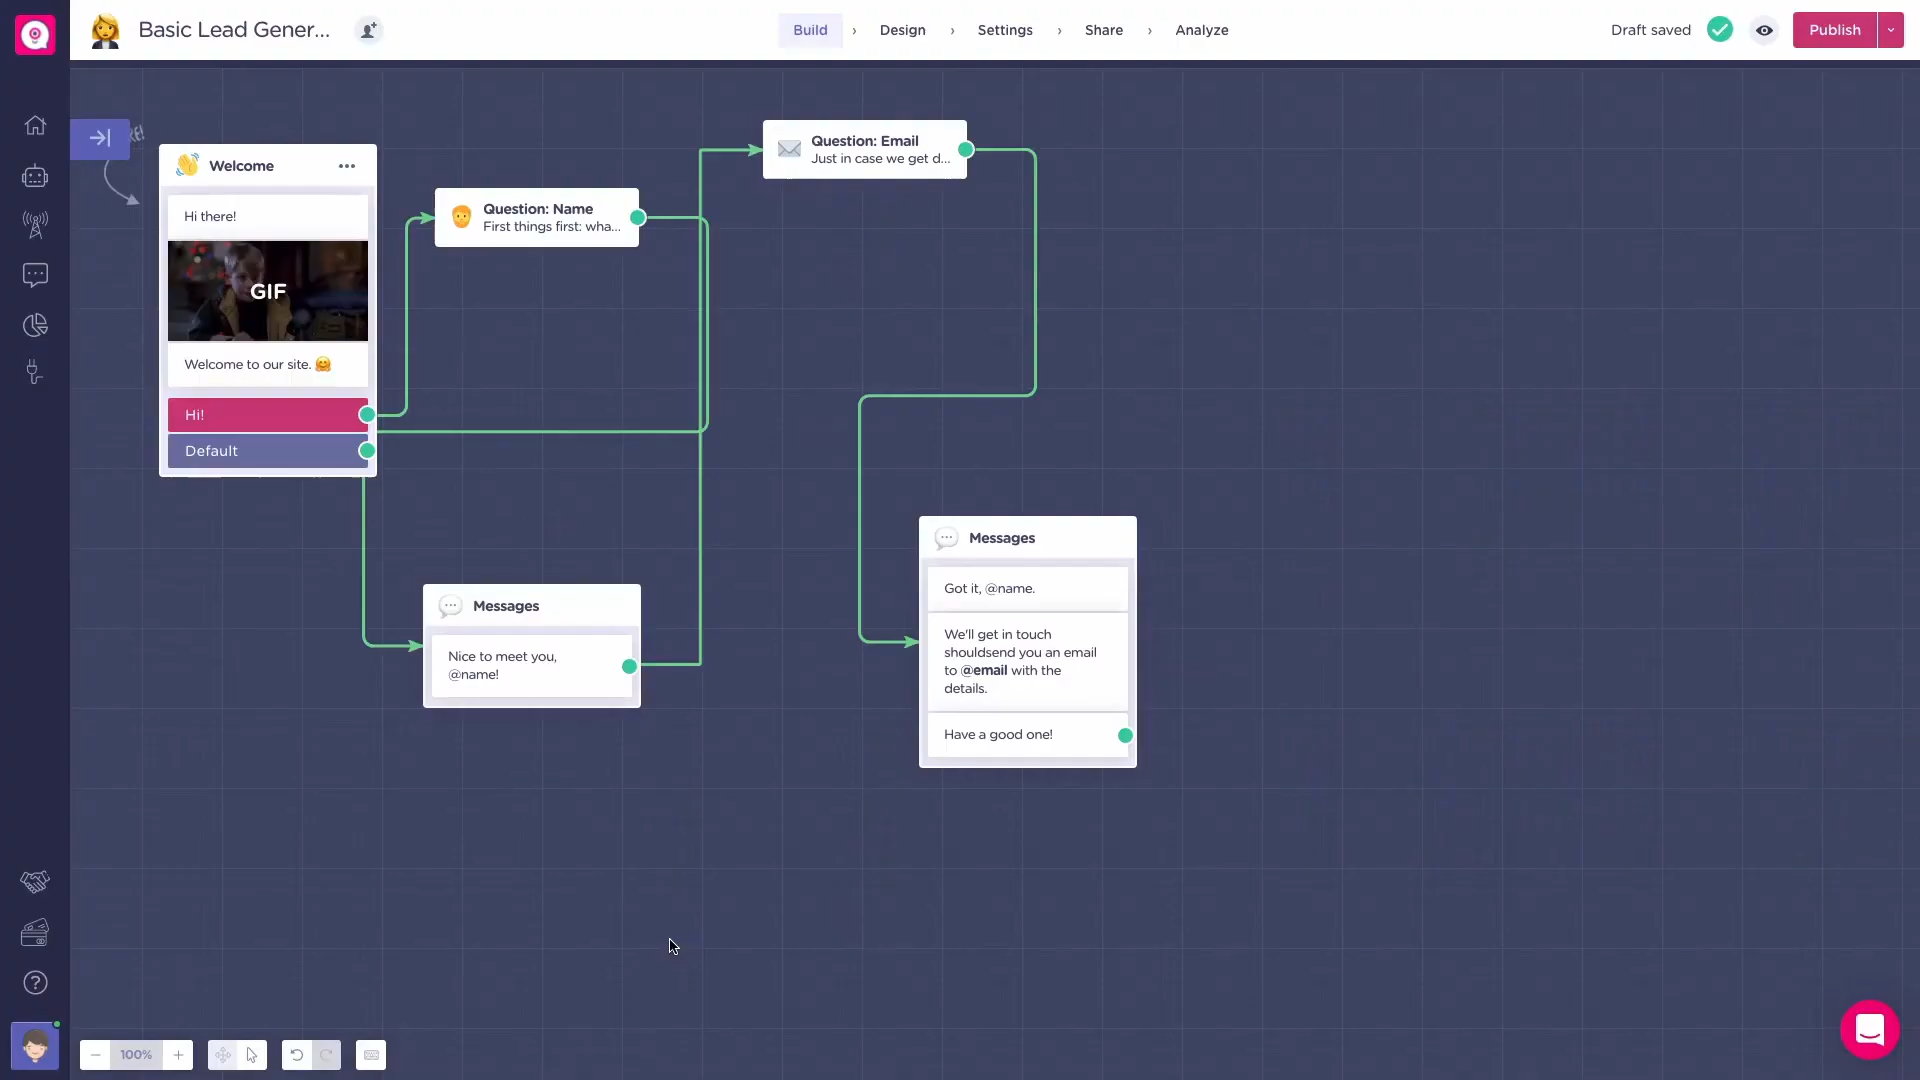 Basic Lead Gener...
Build
Design
Settings
Share
Analyze
Draft saved
Publish
Welcome
Hi there!
GIF
Welcome to our site. 🤗
Hi!
Default
Question: Name
First things first: wha...
Question: Email
Just in case we get d...
Messages
Nice to meet you,
@name!
Messages
Got it, @name.
We'll get in touch
shouldsend you an email
to @email with the
details.
Have a good one!
100%